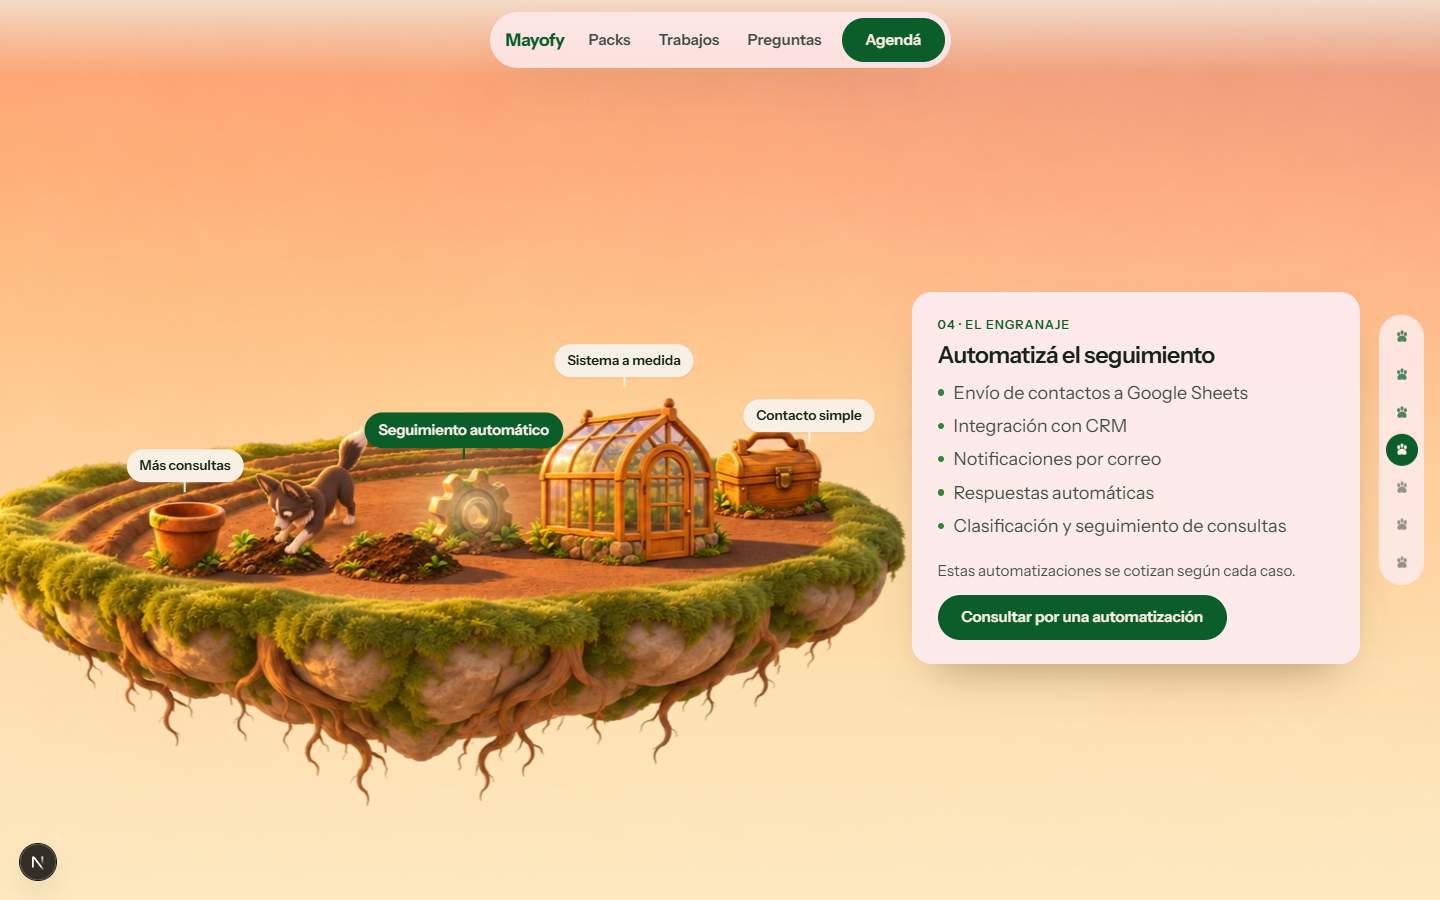 Mayofy Packs Trabajos Preguntas Agendá
Sistema a medida
Contacto simple
Seguimiento automático
Más consultas
04 · EL ENGRANAJE
Automatizá el seguimiento
• Envío de contactos a Google Sheets
• Integración con CRM
• Notificaciones por correo
• Respuestas automáticas
• Clasificación y seguimiento de consultas
Estas automatizaciones se cotizan según cada caso.
Consultar por una automatización
N